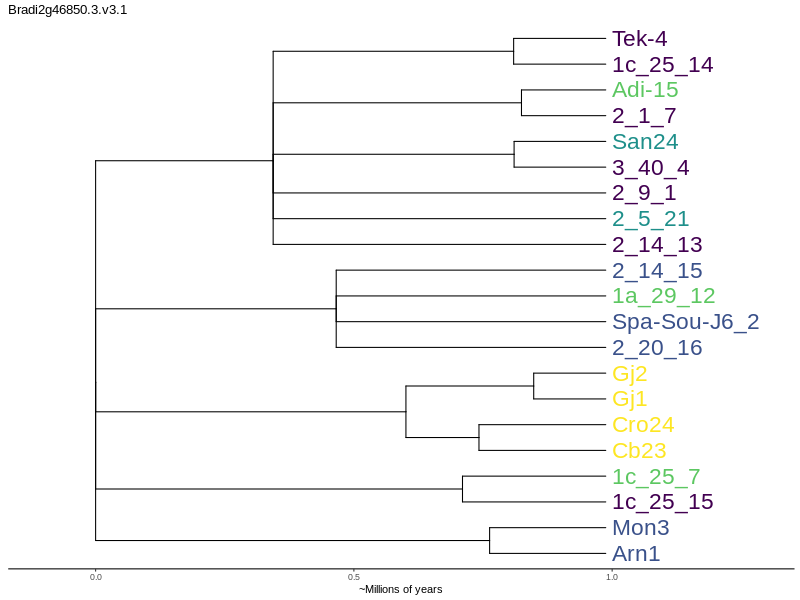 Bradi2g46850.3.v3.1
Tek-4
1c_25_14
Adi-15
2_1_7
San24
3_40_4
2_9_1
2_5_21
2_14_13
2_14_15
1a_29_12
Spa-Sou-J6_2
2_20_16
Gj2
Gj1
Cro24
Cb23
1c_25_7
1c_25_15
Mon3
Arn1
0.0 0.5 1.0
~Millions of years